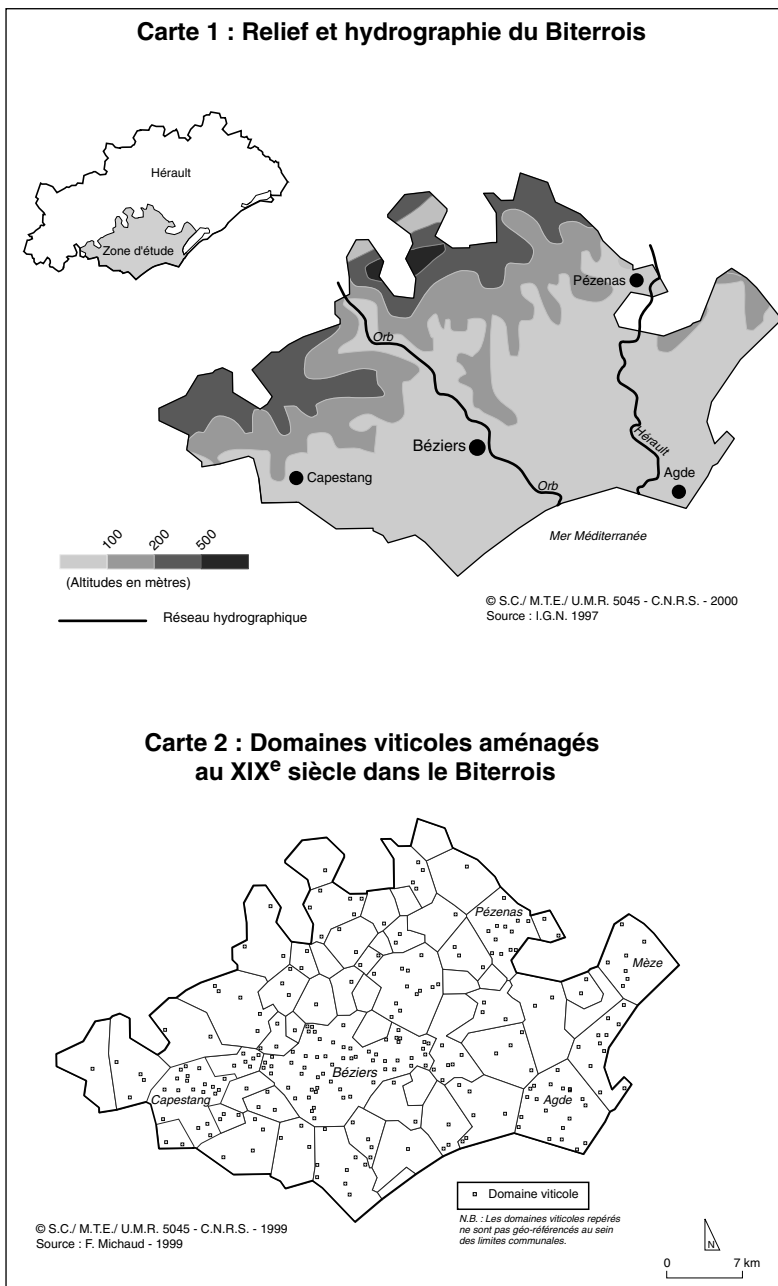 Carte 1 : Relief et hydrographie du Biterrois
Hérault
Zone d'étude
Pézenas
Orb
Béziers
Hérault
Capestang
Agde
Orb
Mer Méditerranée
100
200
500
(Altitudes en mètres)
Réseau hydrographique
© S.C./ M.T.E./ U.M.R. 5045 - C.N.R.S. - 2000
Source : I.G.N. 1997
Carte 2 : Domaines viticoles aménagés
au XIXe siècle dans le Biterrois
Pézenas
Mèze
Béziers
Capestang
Agde
Domaine viticole
N.B. : Les domaines viticoles repérés
ne sont pas géo-référencés au sein
des limites communales.
© S.C./ M.T.E./ U.M.R. 5045 - C.N.R.S. - 1999
Source : F. Michaud - 1999
N
0 7 km